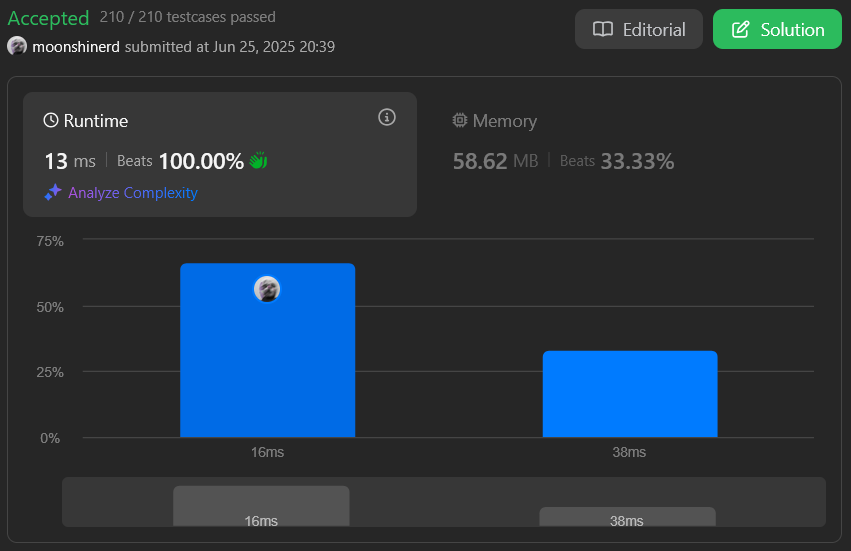 Accepted 210 / 210 testcases passed
moonshinerd submitted at Jun 25, 2025 20:39
Editorial
Solution
Runtime
13 ms | Beats 100.00%
Analyze Complexity
Memory
58.62 MB | Beats 33.33%
75%
50%
25%
0%
16ms 38ms
16ms 38ms